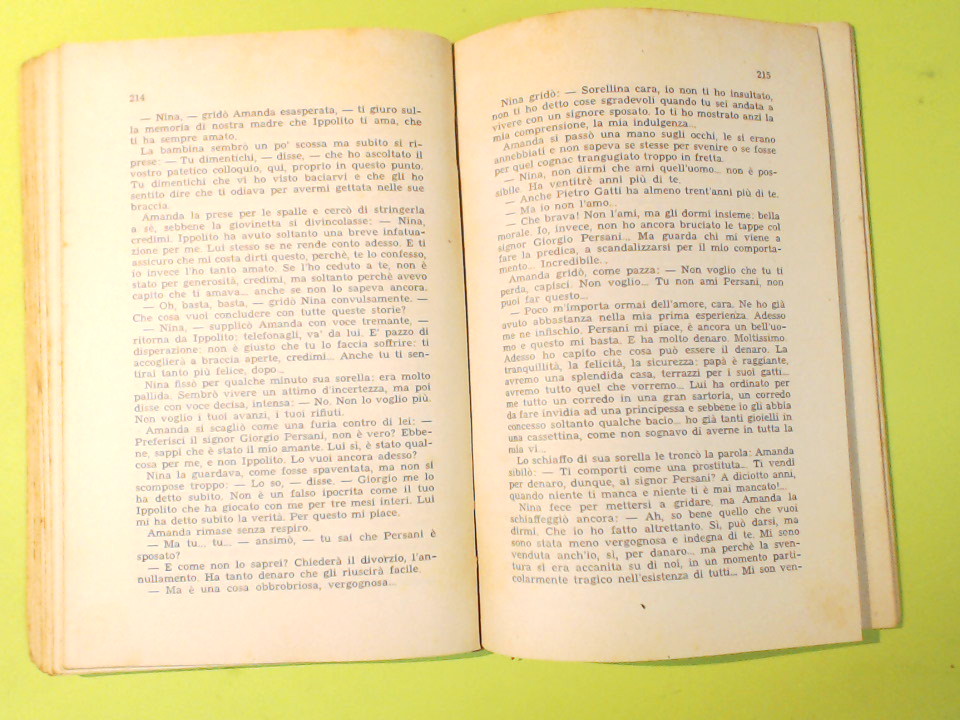 214
— Nina, — gridò Amanda esasperata, — ti giuro sul-
la memoria di nostra madre che Ippolito ti ama, che
ti ha sempre amato.
La bambina sembrò un po' scossa ma subito si ri-
prese: — Tu dimentichi, — disse, — che ho ascoltato il
vostro patetico colloquio, qui, proprio in questo punto.
Tu dimentichi che vi ho visto baciarvi e che gli ho
sentito dire che ti odiava per avermi gettata nelle sue
braccia.
Amanda la prese per le spalle e cercò di stringerla
a sè, sebbene la giovinetta si divincolasse: — Nina,
credimi. Ippolito ha avuto soltanto una breve infatua-
zione per me. Lui stesso se ne rende conto adesso. E ti
assicuro che mi costa dirti questo, perchè, te lo confesso,
io invece l'ho tanto amato. Se l'ho ceduto a te, non è
stato per generosità, credimi, ma soltanto perchè avevo
capito che ti amava... anche se non lo sapeva ancora.
— Oh, basta, basta, — gridò Nina convulsamente. —
Che cosa vuoi concludere con tutte queste storie?
— Nina, — supplicò Amanda con voce tremante, —
ritorna da Ippolito; telefonagli, va' da lui. E' pazzo di
disperazione: non è giusto che tu lo faccia soffrire: ti
accoglierà a braccia aperte, credimi... Anche tu ti sen-
tirai tanto più felice, dopo...
Nina fissò per qualche minuto sua sorella: era molto
pallida. Sembrò vivere un attimo d'incertezza, ma poi
disse con voce decisa, intensa: — No. Non lo voglio più.
Non voglio i tuoi avanzi, i tuoi rifiuti.
Amanda si scagliò come una furia contro di lei: —
Preferisci il signor Giorgio Persani, non è vero? Ebbe-
ne, sappi che è stato il mio amante. Lui sì, è stato qual-
cosa per me, e non Ippolito. Lo vuoi ancora adesso?
Nina la guardava, come fosse spaventata, ma non si
scompose troppo: — Lo so, — disse. — Giorgio me lo
ha detto subito. Non è un falso ipocrita come il tuo
Ippolito che ha giocato con me per tre mesi interi. Lui
mi ha detto subito la verità. Per questo mi piace.
Amanda rimase senza respiro.
— Ma tu... tu... — ansimò, — tu sai che Persani è
sposato?
— E come non lo saprei? Chiederà il divorzio, l'an-
nullamento. Ha tanto denaro che gli riuscirà facile.
— Ma è una cosa obbrobriosa, vergognosa...
215
Nina gridò: — Sorellina cara, io non ti ho insultato,
non ti ho detto cose sgradevoli quando tu sei andata a
vivere con un signore sposato. Io ti ho mostrato anzi la
mia comprensione, la mia indulgenza...
Amanda si passò una mano sugli occhi, le si erano
annebbiati e non sapeva se stesse per svenire o se fosse
per quel cognac trangugiato troppo in fretta.
— Nina, non dirmi che ami quell'uomo... non è pos-
sibile. Ha ventitrè anni più di te.
— Anche Pietro Gatti ha almeno trent'anni più di te.
— Ma io non l'amo...
— Che brava! Non l'ami, ma gli dormi insieme: bella
morale. Io, invece, non ho ancora bruciato le tappe col
signor Giorgio Persani... Ma guarda chi mi viene a
fare la predica, a scandalizzarsi per il mio comporta-
mento... Incredibile...
Amanda gridò, come pazza: — Non voglio che tu ti
perda, capisci. Non voglio... Tu non ami Persani, non
puoi far questo...
— Poco m'importa ormai dell'amore, cara. Ne ho già
avuto abbastanza nella mia prima esperienza. Adesso
me ne infischio. Persani mi piace, è ancora un bell'uo-
mo e questo mi basta. E ha molto denaro. Moltissimo.
Adesso ho capito che cosa può essere il denaro. La
tranquillità, la felicità, la sicurezza: papà è raggiante,
avremo una splendida casa, terrazzi per i suoi gatti...
avremo tutto quel che vorremo... Lui ha ordinato per
me tutto un corredo in una gran sartoria, un corredo
da fare invidia ad una principessa e sebbene io gli abbia
concesso soltanto qualche bacio... ho già tanti gioielli in
una cassettina, come non sognavo di averne in tutta la
mia vi...
Lo schiaffo di sua sorella le troncò la parola: Amanda
sibilò: — Ti comporti come una prostituta... Ti vendi
per denaro, dunque, al signor Persani? A diciotto anni,
quando niente ti manca e niente ti è mai mancato!...
Nina fece per mettersi a gridare, ma Amanda la
schiaffeggiò ancora: — Ah, so bene quello che vuoi
dirmi. Che io ho fatto altrettanto. Sì, può darsi, ma
sono stata meno vergognosa e indegna di te. Mi sono
venduta anch'io, sì, per denaro... ma perchè la sven-
tura si era accanita su di noi, in un momento parti-
colarmente tragico nell'esistenza di tutti... Mi son ven-